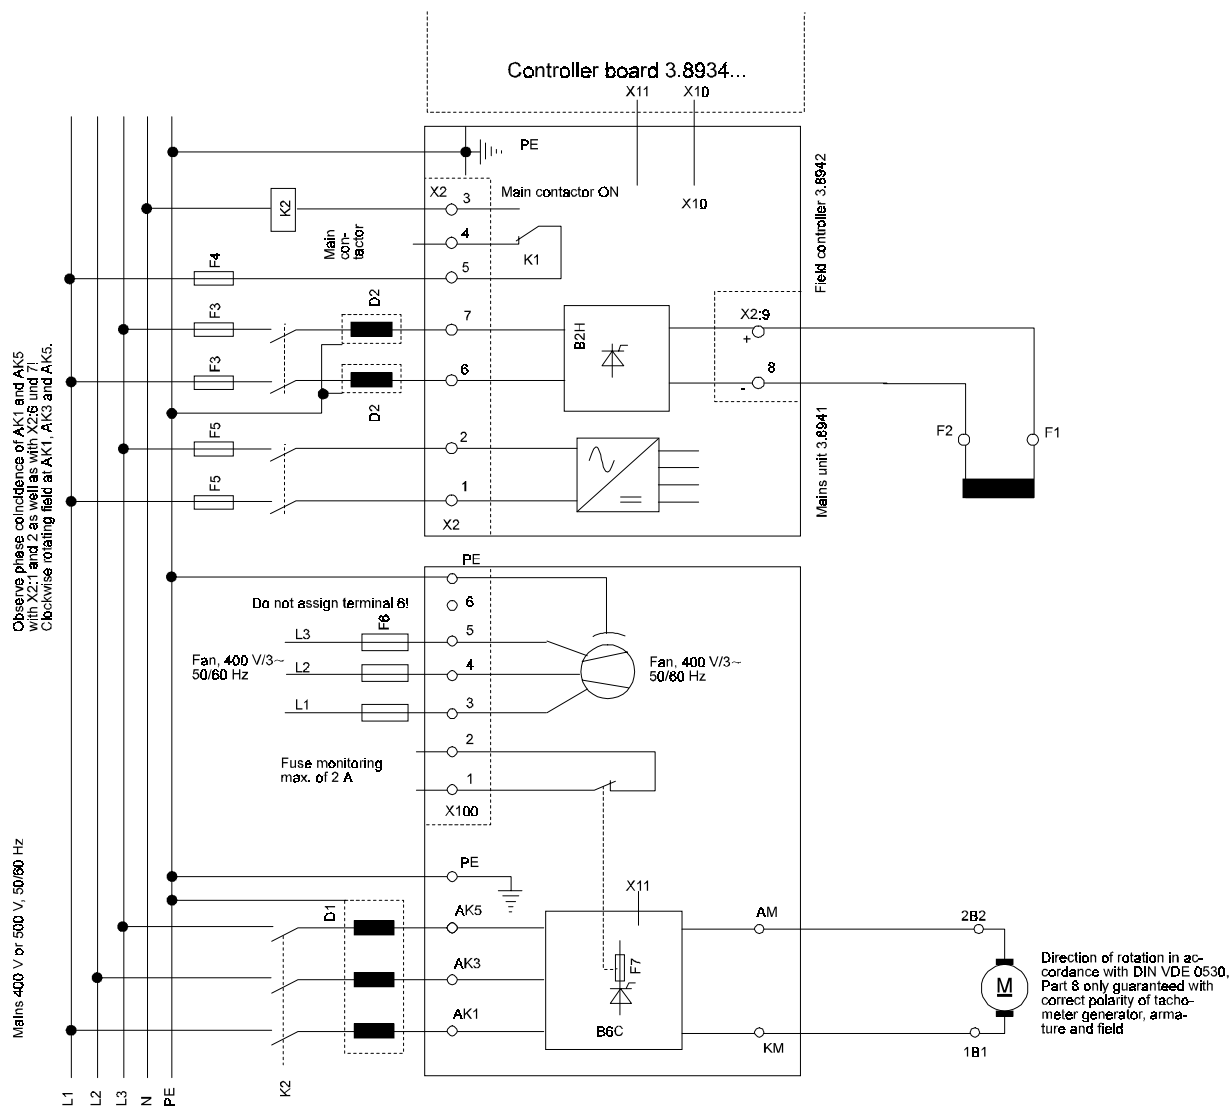 Controller board 3.8934...
X11
X10
PE
Field controller 3.8942
X2
3
Main contactor ON
X10
K2
Main
con-
tactor
4
K1
F4
5
F3
D2
7
B2H
X2:9
+
F3
6
8
-
D2
Mains unit 3.8941
F2
F1
F5
2
F5
1
X2
Observe phase coincidence of AK1 and AK5
with X2:1 and 2 as well as with X2:6 und 7!
Clockwise rotating field at AK1, AK3 and AK5.
PE
Do not assign terminal 6!
6
F6
L3
5
Fan, 400 V/3~
50/60 Hz
L2
4
Fan, 400 V/3~
50/60 Hz
L1
3
2
Fuse monitoring
max. of 2 A
1
X100
Mains 400 V or 500 V, 50/60 Hz
PE
X11
D1
AK5
AM
2B2
AK3
F7
M
Direction of rotation in ac-
cordance with DIN VDE 0530,
Part 8 only guaranteed with
correct polarity of tacho-
meter generator, arma-
ture and field
AK1
B6C
KM
1B1
K2
L1
L2
L3
N
PE